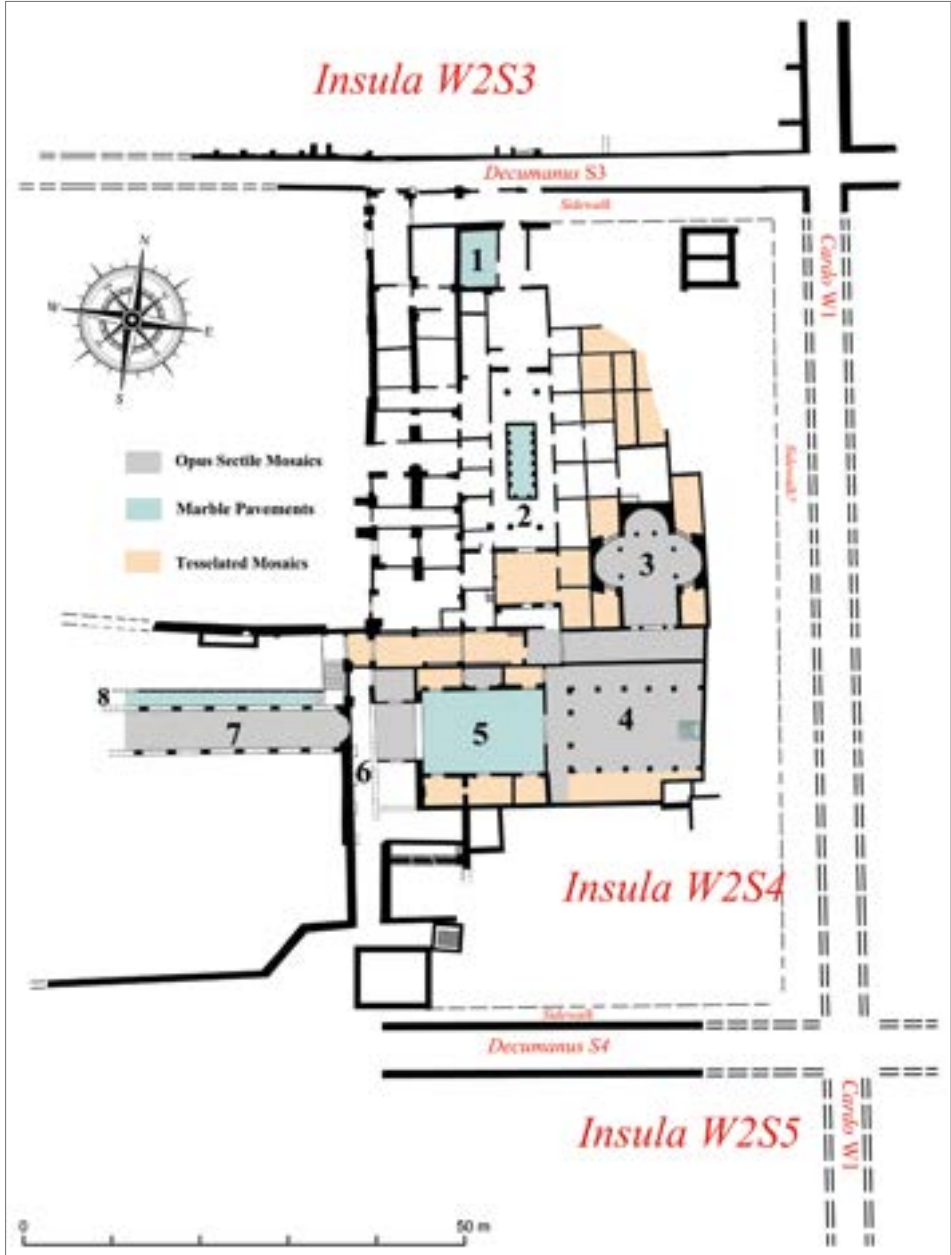 Insula W2S3
Decumanus S3
Sidewalk
Cardo W1
1
N
W
E
S
Opus Sectile Mosaics
Marble Pavements
Tesselated Mosaics
Sidewalk?
2
3
8
7
6
5
4
Insula W2S4
Sidewalk
Decumanus S4
Cardo W1
Insula W2S5
0
50 m